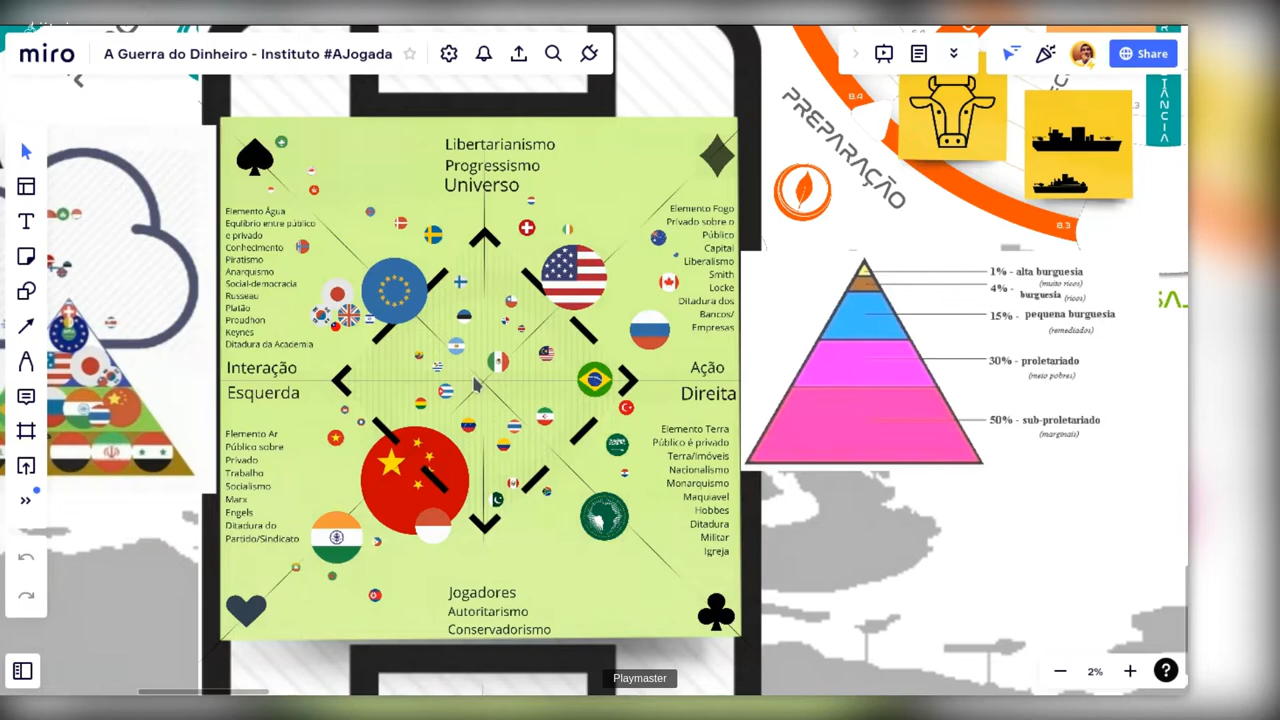 miro
A Guerra do Dinheiro - Instituto #AJogada
Share
PREPARAÇÃO
8.4
8.3
Libertarianismo
Progressismo
Universo
Elemento Água
Equilíbrio entre público
e privado
Conhecimento
Piratismo
Anarquismo
Social-democracia
Russeau
Platão
Proudhon
Keynes
Ditadura da Academia
Elemento Fogo
Privado sobre o
Público
Capital
Liberalismo
Smith
Locke
Ditadura dos
Bancos/
Empresas
Interação
Esquerda
Ação
Direita
Elemento Ar
Público sobre
Privado
Trabalho
Socialismo
Marx
Engels
Ditadura do
Partido/Sindicato
Elemento Terra
Público é privado
Terra/Imóveis
Nacionalismo
Monarquismo
Maquiavel
Hobbes
Ditadura
Militar
Igreja
Jogadores
Autoritarismo
Conservadorismo
1% - alta burguesia
(muito ricos)
4% - burguesia (ricos)
15% - pequena burguesia
(remediados)
30% - proletariado
(meio pobres)
50% - sub-proletariado
(marginais)
2%
Playmaster